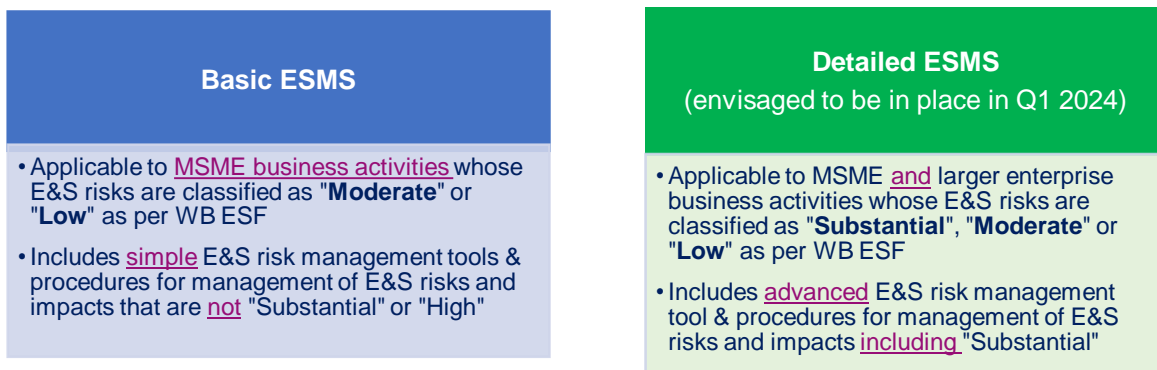 Basic ESMS
• Applicable to MSME business activities whose
E&S risks are classified as "Moderate" or
"Low" as per WB ESF
• Includes simple E&S risk management tools &
procedures for management of E&S risks and
impacts that are not "Substantial" or "High"
Detailed ESMS
(envisaged to be in place in Q1 2024)
• Applicable to MSME and larger enterprise
business activities whose E&S risks are
classified as "Substantial", "Moderate" or
"Low" as per WB ESF
• Includes advanced E&S risk management
tool & procedures for management of E&S
risks and impacts including "Substantial"